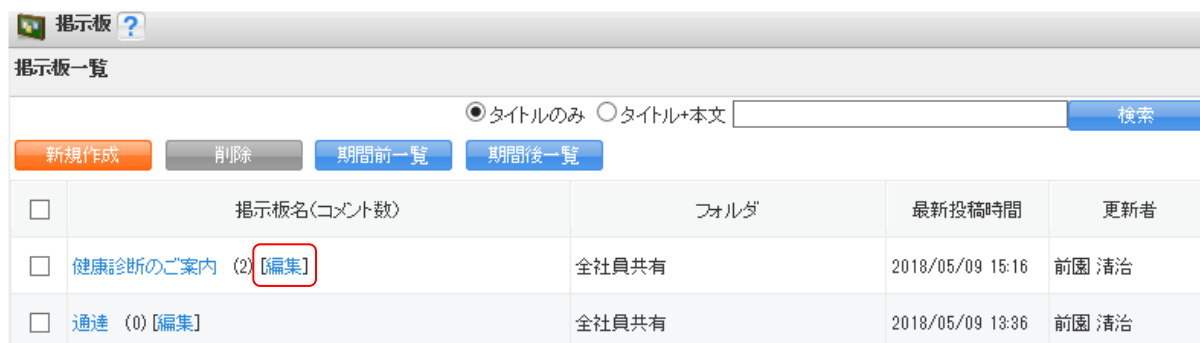 掲示板 ?
掲示板一覧
タイトルのみ タイトル+本文 検索
新規作成 削除 期間前一覧 期間後一覧
掲示板名(コメント数) フォルダ 最新投稿時間 更新者
健康診断のご案内 (2) [編集] 全社員共有 2018/05/09 15:16 前園 清治
通達 (0) [編集] 全社員共有 2018/05/09 13:36 前園 清治